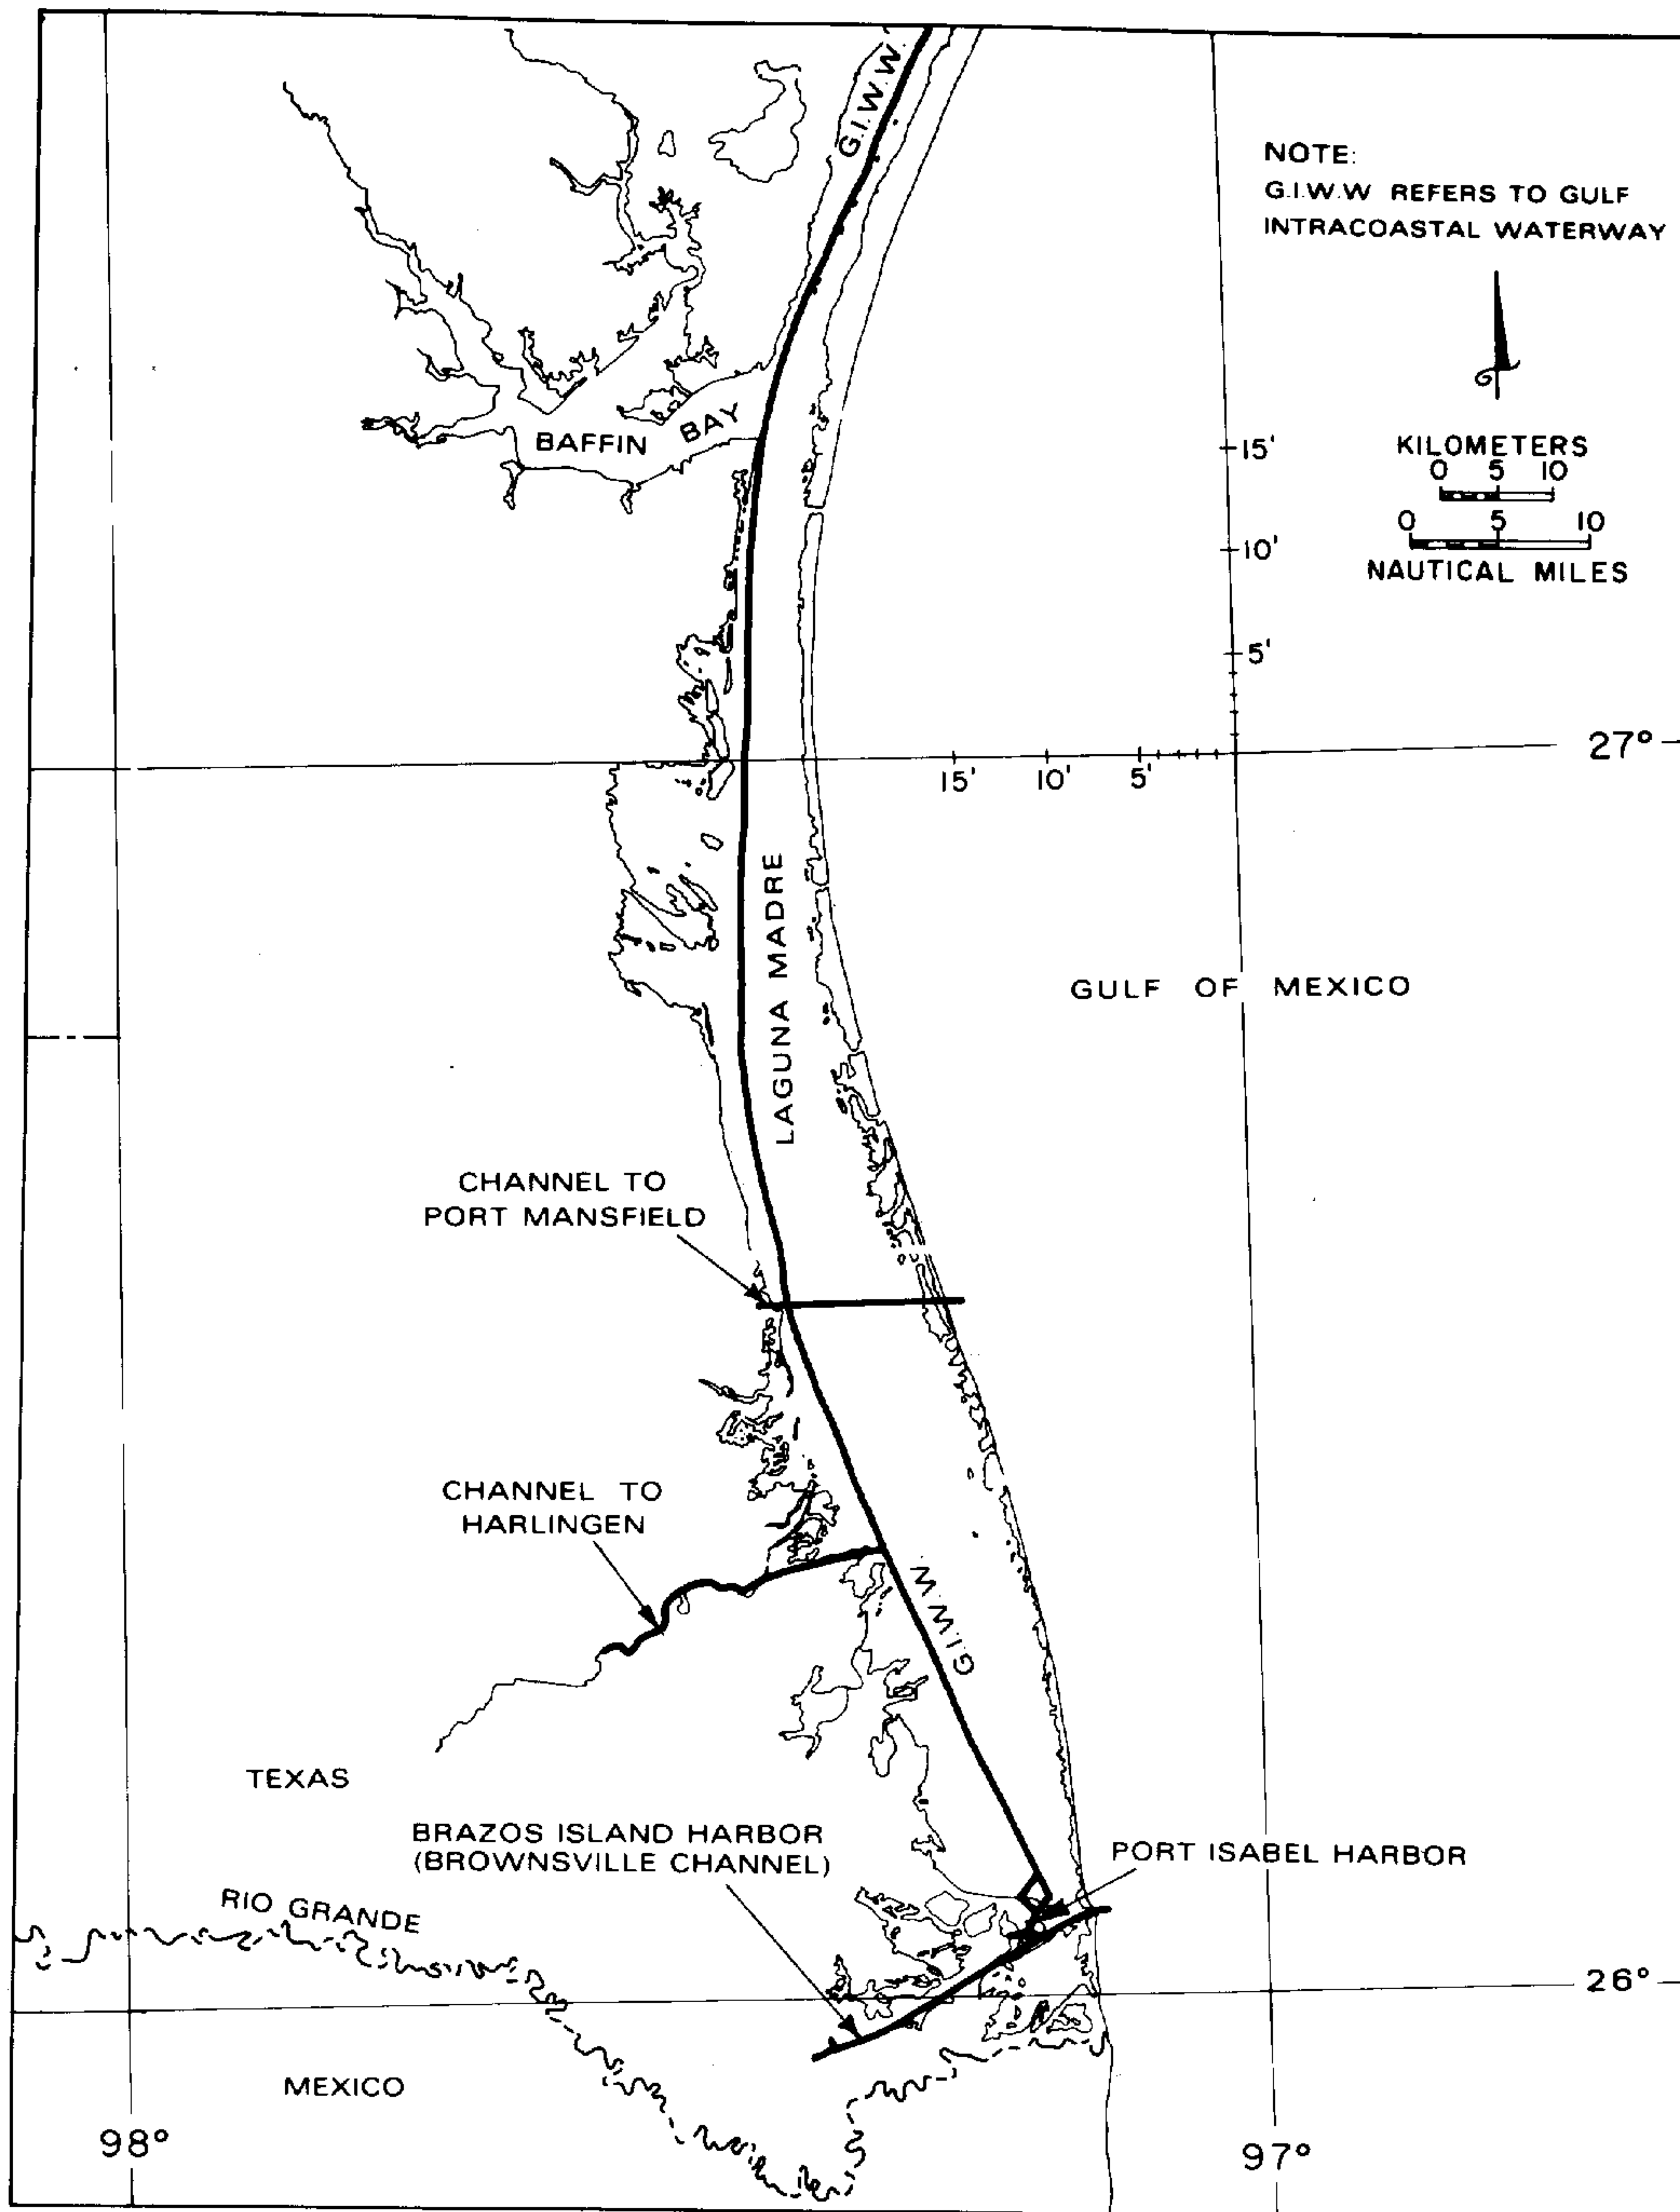 G.I.W.W
NOTE:
G.I.W.W REFERS TO GULF
INTRACOASTAL WATERWAY
BAFFIN BAY
15'
10'
5'
KILOMETERS
0 5 10
0 5 10
NAUTICAL MILES
27°
15' 10' 5'
LAGUNA MADRE
GULF OF MEXICO
CHANNEL TO
PORT MANSFIELD
CHANNEL TO
HARLINGEN
G.I.W.W
TEXAS
BRAZOS ISLAND HARBOR
(BROWNSVILLE CHANNEL)
PORT ISABEL HARBOR
RIO GRANDE
26°
MEXICO
98°
97°